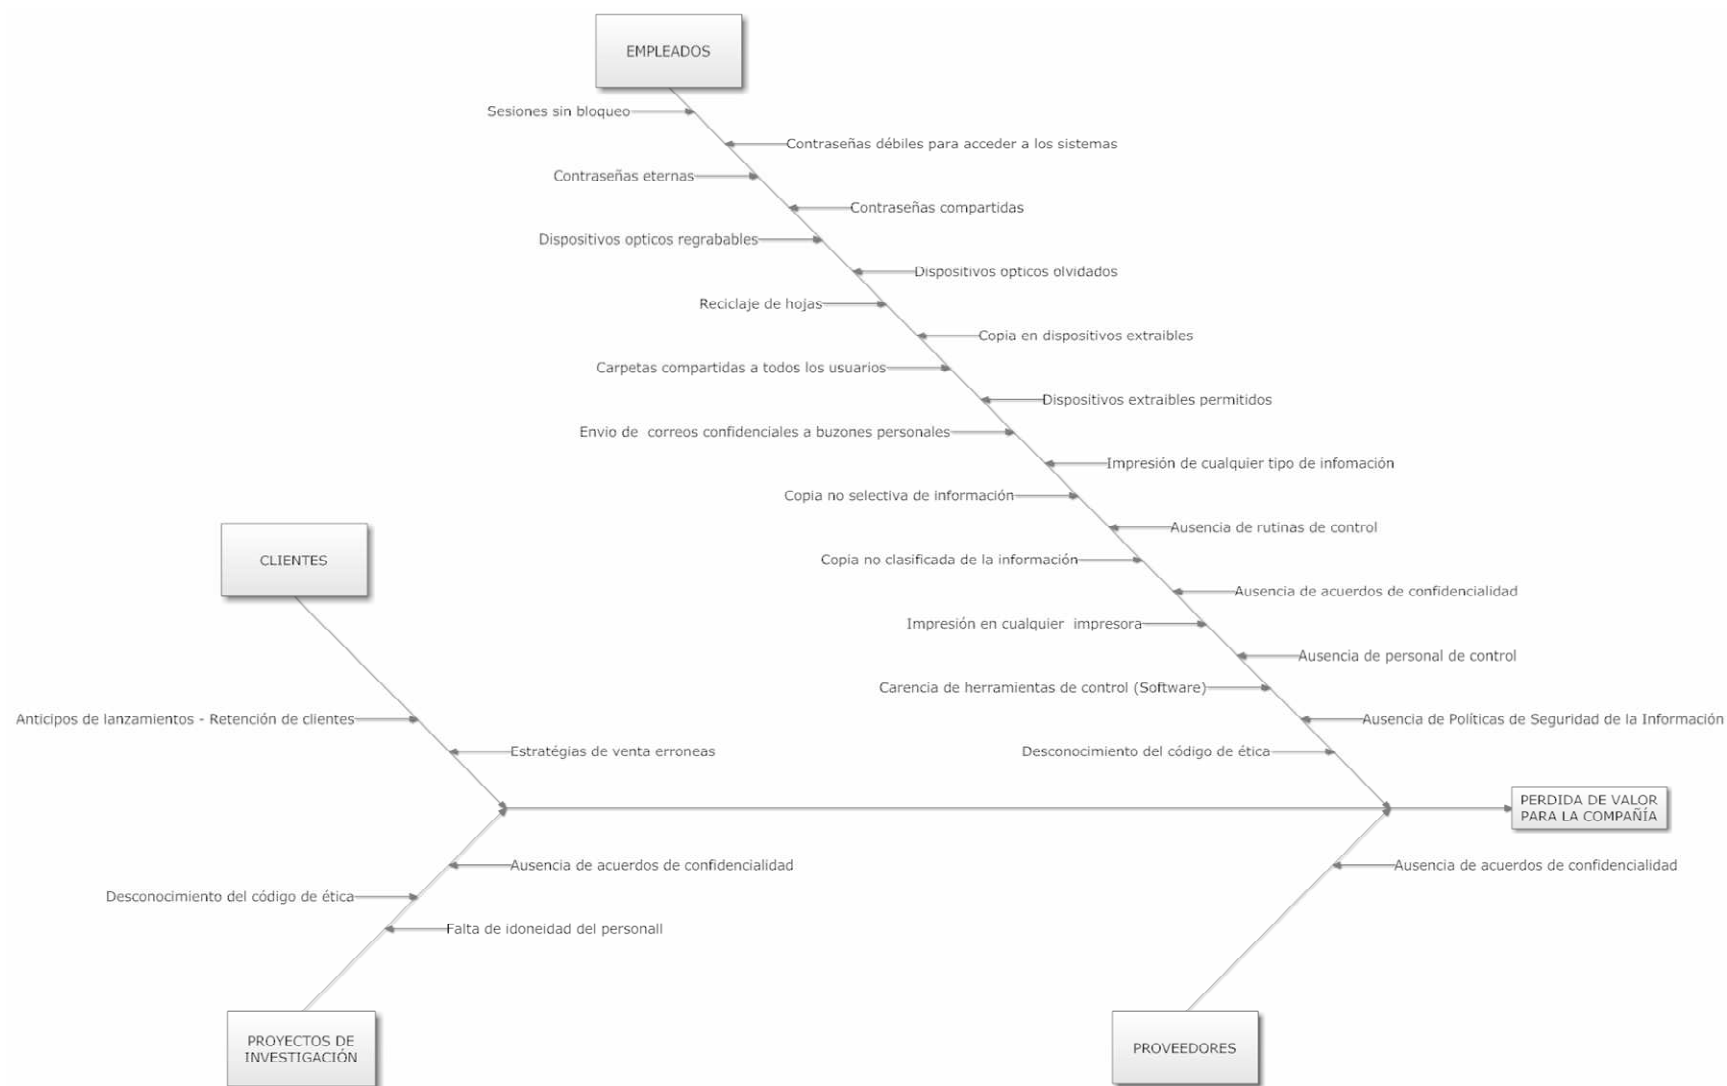 EMPLEADOS
Sesiones sin bloqueo
Contraseñas débiles para acceder a los sistemas
Contraseñas eternas
Contraseñas compartidas
Dispositivos opticos regrabables
Dispositivos opticos olvidados
Reciclaje de hojas
Copia en dispositivos extraibles
Carpetas compartidas a todos los usuarios
Dispositivos extraibles permitidos
Envio de  correos confidenciales a buzones personales
Impresión de cualquier tipo de infomación
Copia no selectiva de información
Ausencia de rutinas de control
CLIENTES
Copia no clasificada de la información
Ausencia de acuerdos de confidencialidad
Impresión en cualquier  impresora
Ausencia de personal de control
Carencia de herramientas de control (Software)
Anticipos de lanzamientos - Retención de clientes
Ausencia de Políticas de Seguridad de la Información
Estratégias de venta erroneas
Desconocimiento del código de ética
PERDIDA DE VALOR
PARA LA COMPAÑÍA
Ausencia de acuerdos de confidencialidad
Ausencia de acuerdos de confidencialidad
Desconocimiento del código de ética
Falta de idoneidad del personall
PROYECTOS DE
INVESTIGACIÓN
PROVEEDORES